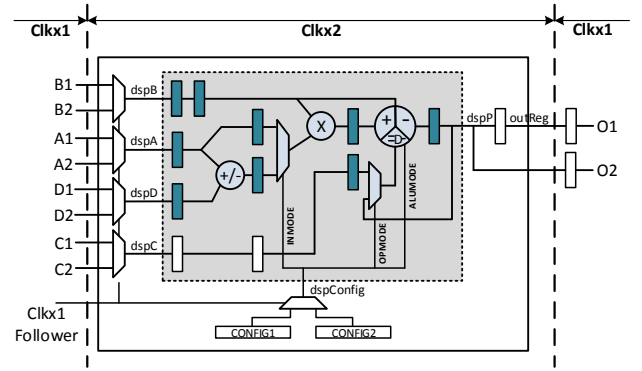 Clkx1
Clkx2
Clkx1
B1
B2
A1
A2
D1
D2
C1
C2
dspB
dspA
dspD
dspC
+/-
X
+
-
INMODE
OPMODE
ALUMODE
dspP
outReg
O1
O2
dspConfig
CONFIG1
CONFIG2
Clkx1
Follower